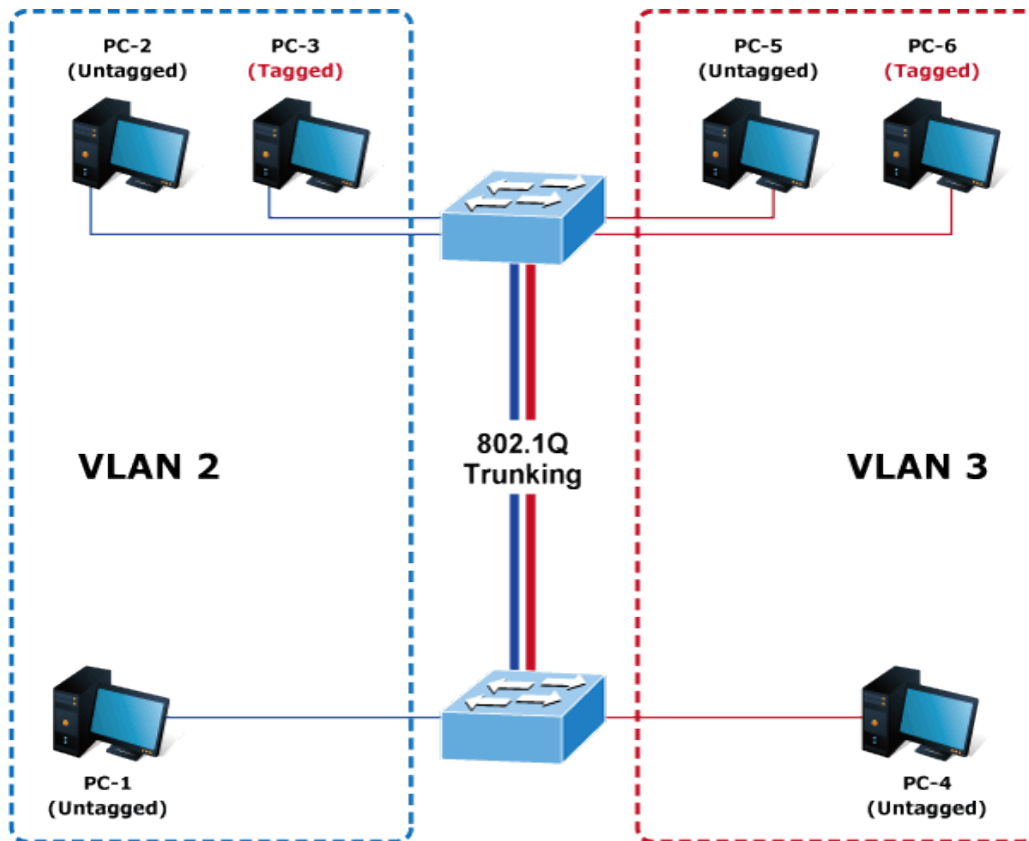 PC-2
(Untagged)
PC-3
(Tagged)
PC-5
(Untagged)
PC-6
(Tagged)
802.1Q
Trunking
VLAN 2
VLAN 3
PC-1
(Untagged)
PC-4
(Untagged)